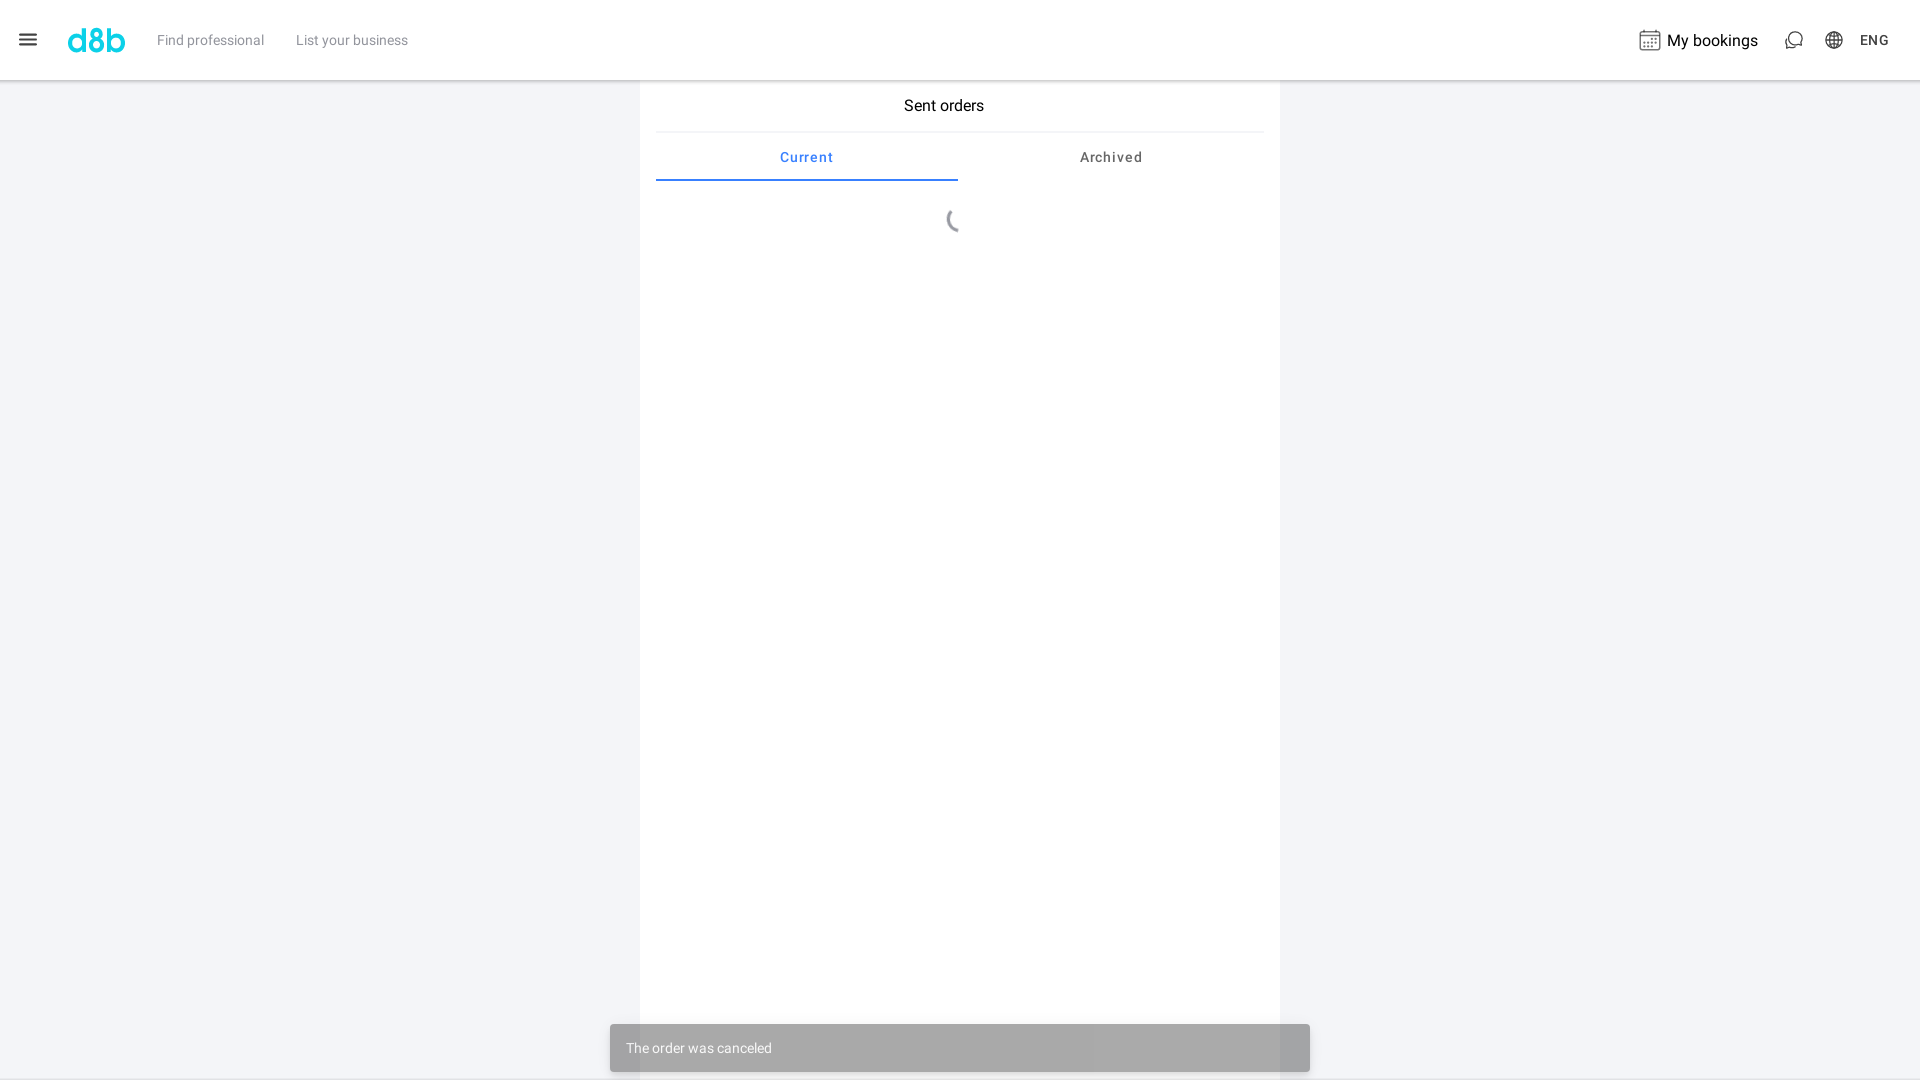 d8b
Find professional
List your business
My bookings
ENG
Sent orders
Current
Archived
The order was canceled